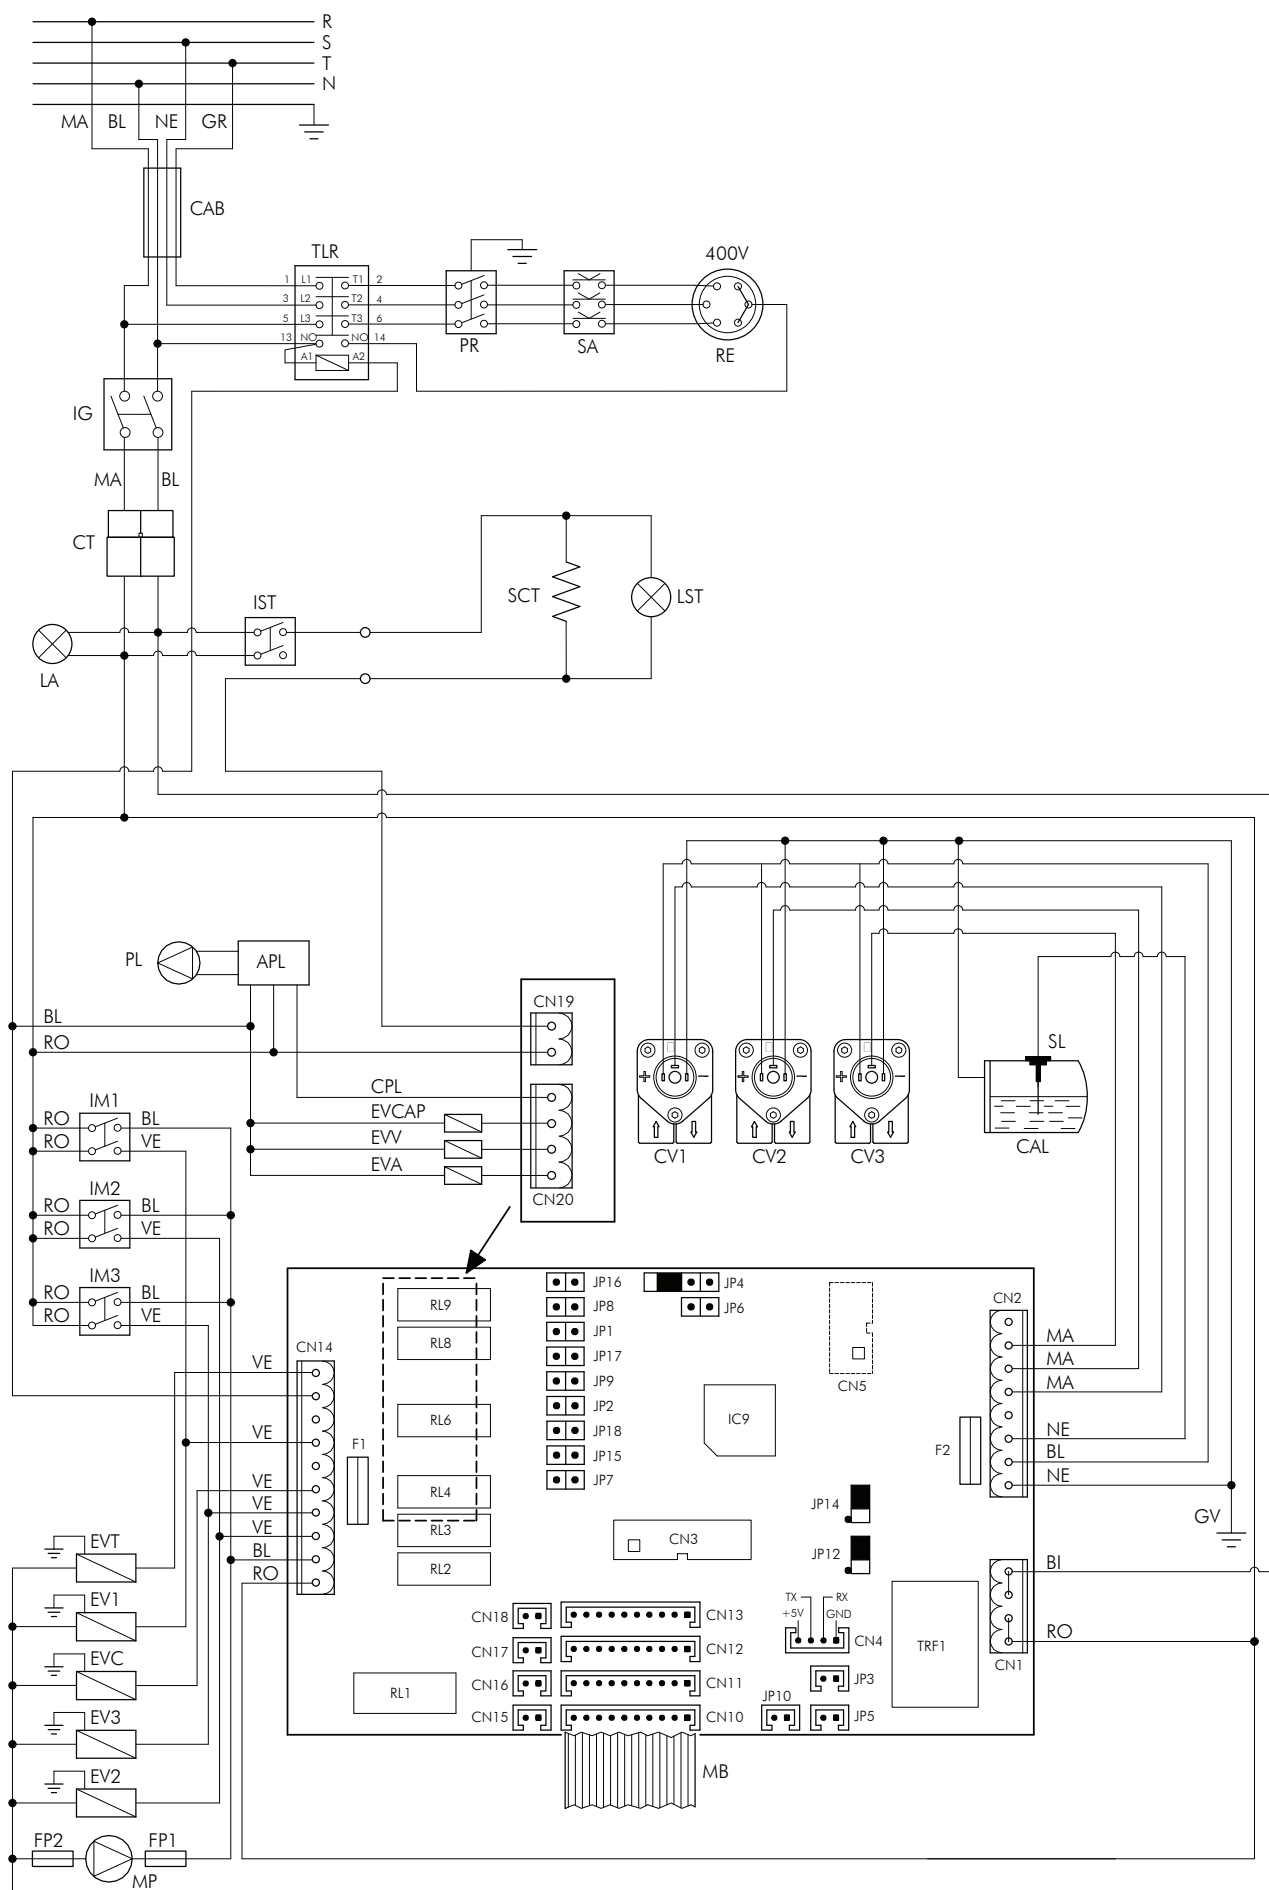 R
S
T
N
MA BL NE GR
CAB
TLR
400V
1 L1 T1 2
3 L2 T2 4
5 L3 T3 6
13 NO NO 14
A1 A2
PR
SA
RE
IG
MA BL
CT
SCT
LST
IST
LA
PL
APL
CN19
BL
RO
SL
CPL
EVCAP
EVV
EVA
CN20
IM1
RO BL
RO VE
IM2
RO BL
RO VE
IM3
RO BL
RO VE
+ −
+ −
+ −
CV1
CV2
CV3
CAL
CN14
VE
VE
VE
VE
VE
BL
RO
F1
RL9
RL8
RL6
RL4
RL3
RL2
RL1
JP16
JP8
JP1
JP17
JP9
JP2
JP18
JP15
JP7
JP4
JP6
CN5
IC9
CN2
MA
MA
MA
NE
BL
NE
F2
GV
JP14
JP12
CN3
BI
RO
CN1
TX RX
+5V GND
CN4
TRF1
CN18 CN13
CN17 CN12
CN16 CN11
CN15 CN10
JP3
JP10
JP5
MB
EVT
EV1
EVC
EV3
EV2
FP2 FP1
MP